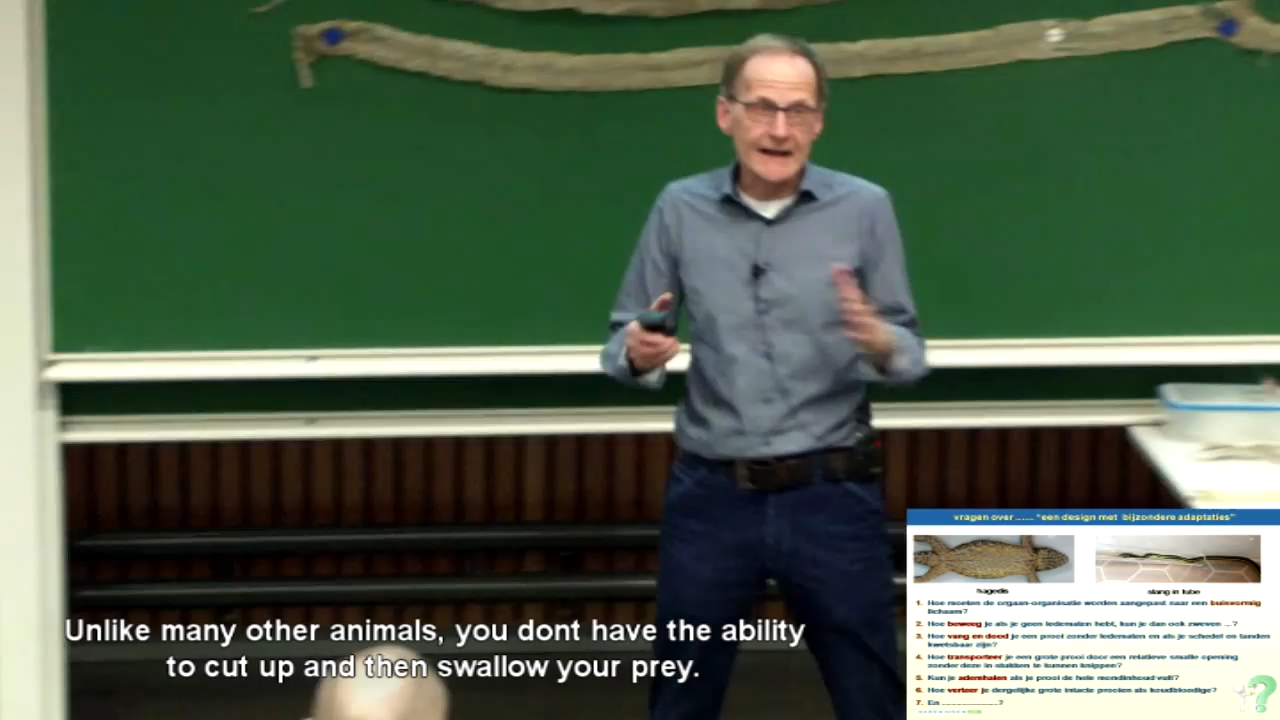 Unlike many other animals, you dont have the ability
to cut up and then swallow your prey.
vragen over ...... "een design met bijzondere adaptaties"
hagedis
slang in tube
1. Hoe moeten de orgaan-organisatie worden aangepast naar een buisvormig
lichaam?
2. Hoe beweeg je als je geen ledematen hebt, kun je dan ook zweven ...?
3. Hoe vang en dood je een prooi zonder ledematen en als je schedel en tanden
kwetsbaar zijn?
4. Hoe transporteer je een grote prooi door een relatieve smalle opening
zonder deze in stukken te kunnen knippen?
5. Kun je ademhalen als je prooi de hele mondinhoud vult?
6. Hoe verteer je dergelijke grote intacte prooien als koudbloedige?
7. En ......................?